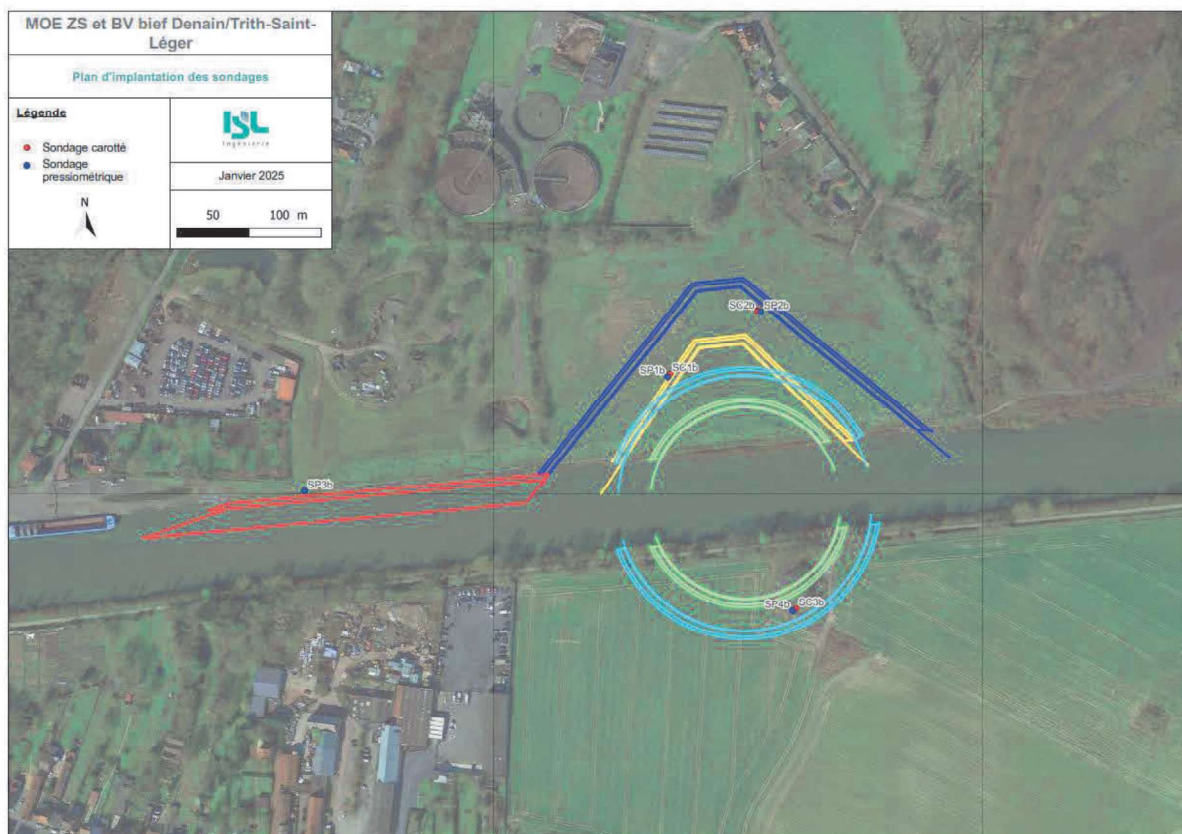 MOE ZS et BV bief Denain/Trith-Saint-
Léger
Plan d'implantation des sondages
Légende
Sondage carotté
Sondage
pressiométrique
N
ISL
Ingénierie
Janvier 2025
50 100 m
SC2b SP2b
SP1b SC1b
SP3b
SP4b SC3b